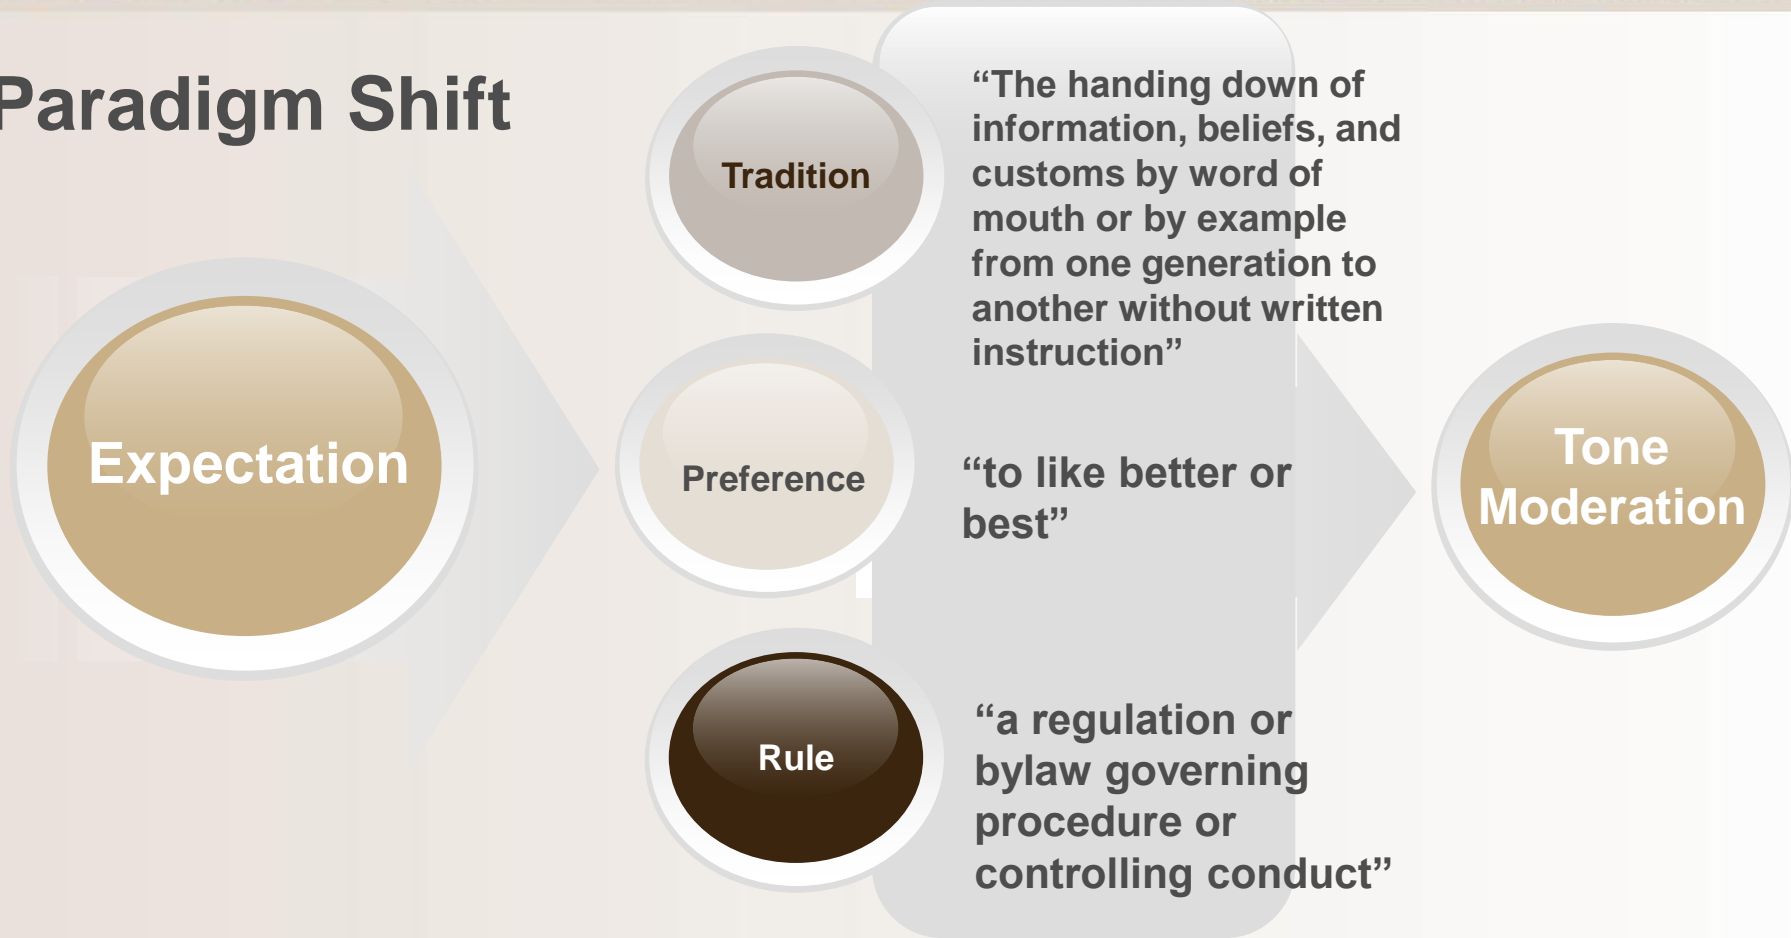 Paradigm Shift
Expectation
Tradition
“The handing down of
information, beliefs, and
customs by word of
mouth or by example
from one generation to
another without written
instruction”
Preference
“to like better or
best”
Rule
“a regulation or
bylaw governing
procedure or
controlling conduct”
Tone
Moderation